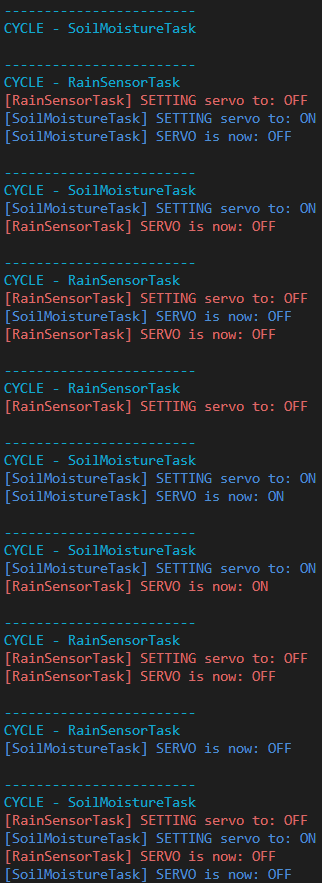 ------------------------
CYCLE - SoilMoistureTask

------------------------
CYCLE - RainSensorTask
[RainSensorTask] SETTING servo to: OFF
[SoilMoistureTask] SETTING servo to: ON
[SoilMoistureTask] SERVO is now: OFF

------------------------
CYCLE - SoilMoistureTask
[SoilMoistureTask] SETTING servo to: ON
[RainSensorTask] SERVO is now: OFF

------------------------
CYCLE - RainSensorTask
[RainSensorTask] SETTING servo to: OFF
[SoilMoistureTask] SERVO is now: OFF
[RainSensorTask] SERVO is now: OFF

------------------------
CYCLE - RainSensorTask
[RainSensorTask] SETTING servo to: OFF

------------------------
CYCLE - SoilMoistureTask
[SoilMoistureTask] SETTING servo to: ON
[SoilMoistureTask] SERVO is now: ON

------------------------
CYCLE - SoilMoistureTask
[SoilMoistureTask] SETTING servo to: ON
[RainSensorTask] SERVO is now: ON

------------------------
CYCLE - RainSensorTask
[RainSensorTask] SETTING servo to: OFF
[RainSensorTask] SERVO is now: OFF

------------------------
CYCLE - RainSensorTask
[SoilMoistureTask] SERVO is now: OFF

------------------------
CYCLE - SoilMoistureTask
[RainSensorTask] SETTING servo to: OFF
[SoilMoistureTask] SETTING servo to: ON
[RainSensorTask] SERVO is now: OFF
[SoilMoistureTask] SERVO is now: OFF